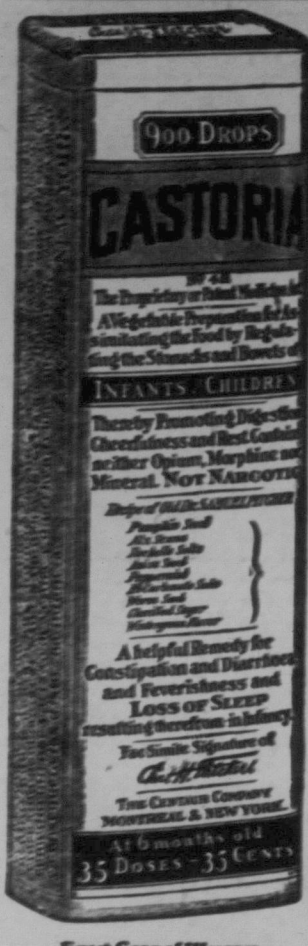 900 DROPS
CASTORIA
The Proprietary or Patent Medicine Act
A Vegetable Preparation for As-
similating the Food by Regula-
ting the Stomachs and Bowels of
INFANTS CHILDREN
Thereby Promoting Digestion
Cheerfulness and Rest. Contains
neither Opium, Morphine nor
Mineral. NOT NARCOTIC
Recipe of Old Dr. SAMUEL PITCHER
Pumpkin Seed
Alx. Senna
Rochelle Salts
Anise Seed
Peppermint
Worm Seed
Clarified Sugar
Wintergreen Flavor
A helpful Remedy for
Constipation and Diarrhoea
and Feverishness and
LOSS OF SLEEP
resulting therefrom in Infancy.
Fac Simile Signature of
Chas. H. Fletcher
THE CENTAUR COMPANY
MONTREAL & NEW YORK.
At 6 months old
35 DOSES - 35 CENTS